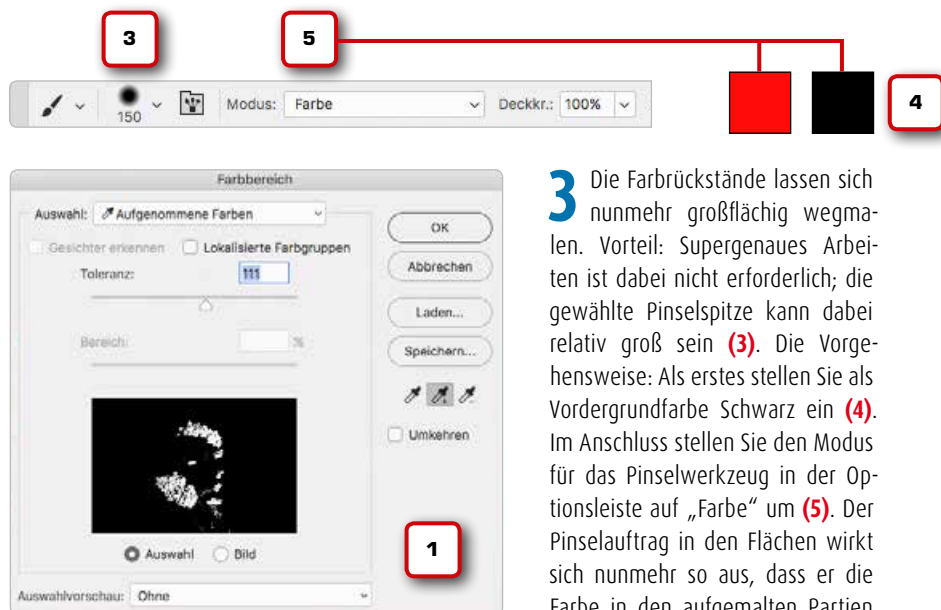 3
5
150
Modus: Farbe
Deckkr.: 100%
4
Farbbereich
Auswahl: Aufgenommene Farben
Gesichter erkennen
Lokalisierte Farbgruppen
Toleranz: 111
Bereich: %
Auswahl
Bild
Auswahlvorschau: Ohne
OK
Abbrechen
Laden...
Speichern...
Umkehren
1
3 Die Farbrückstände lassen sich
nunmehr großflächig wegma-
len. Vorteil: Supergenaues Arbei-
ten ist dabei nicht erforderlich; die
gewählte Pinselspitze kann dabei
relativ groß sein (3). Die Vorge-
hensweise: Als erstes stellen Sie als
Vordergrundfarbe Schwarz ein (4).
Im Anschluss stellen Sie den Modus
für das Pinselwerkzeug in der Op-
tionsleiste auf „Farbe“ um (5). Der
Pinselauftrag in den Flächen wirkt
sich nunmehr so aus, dass er die
Farbe in den aufgemalten Partien